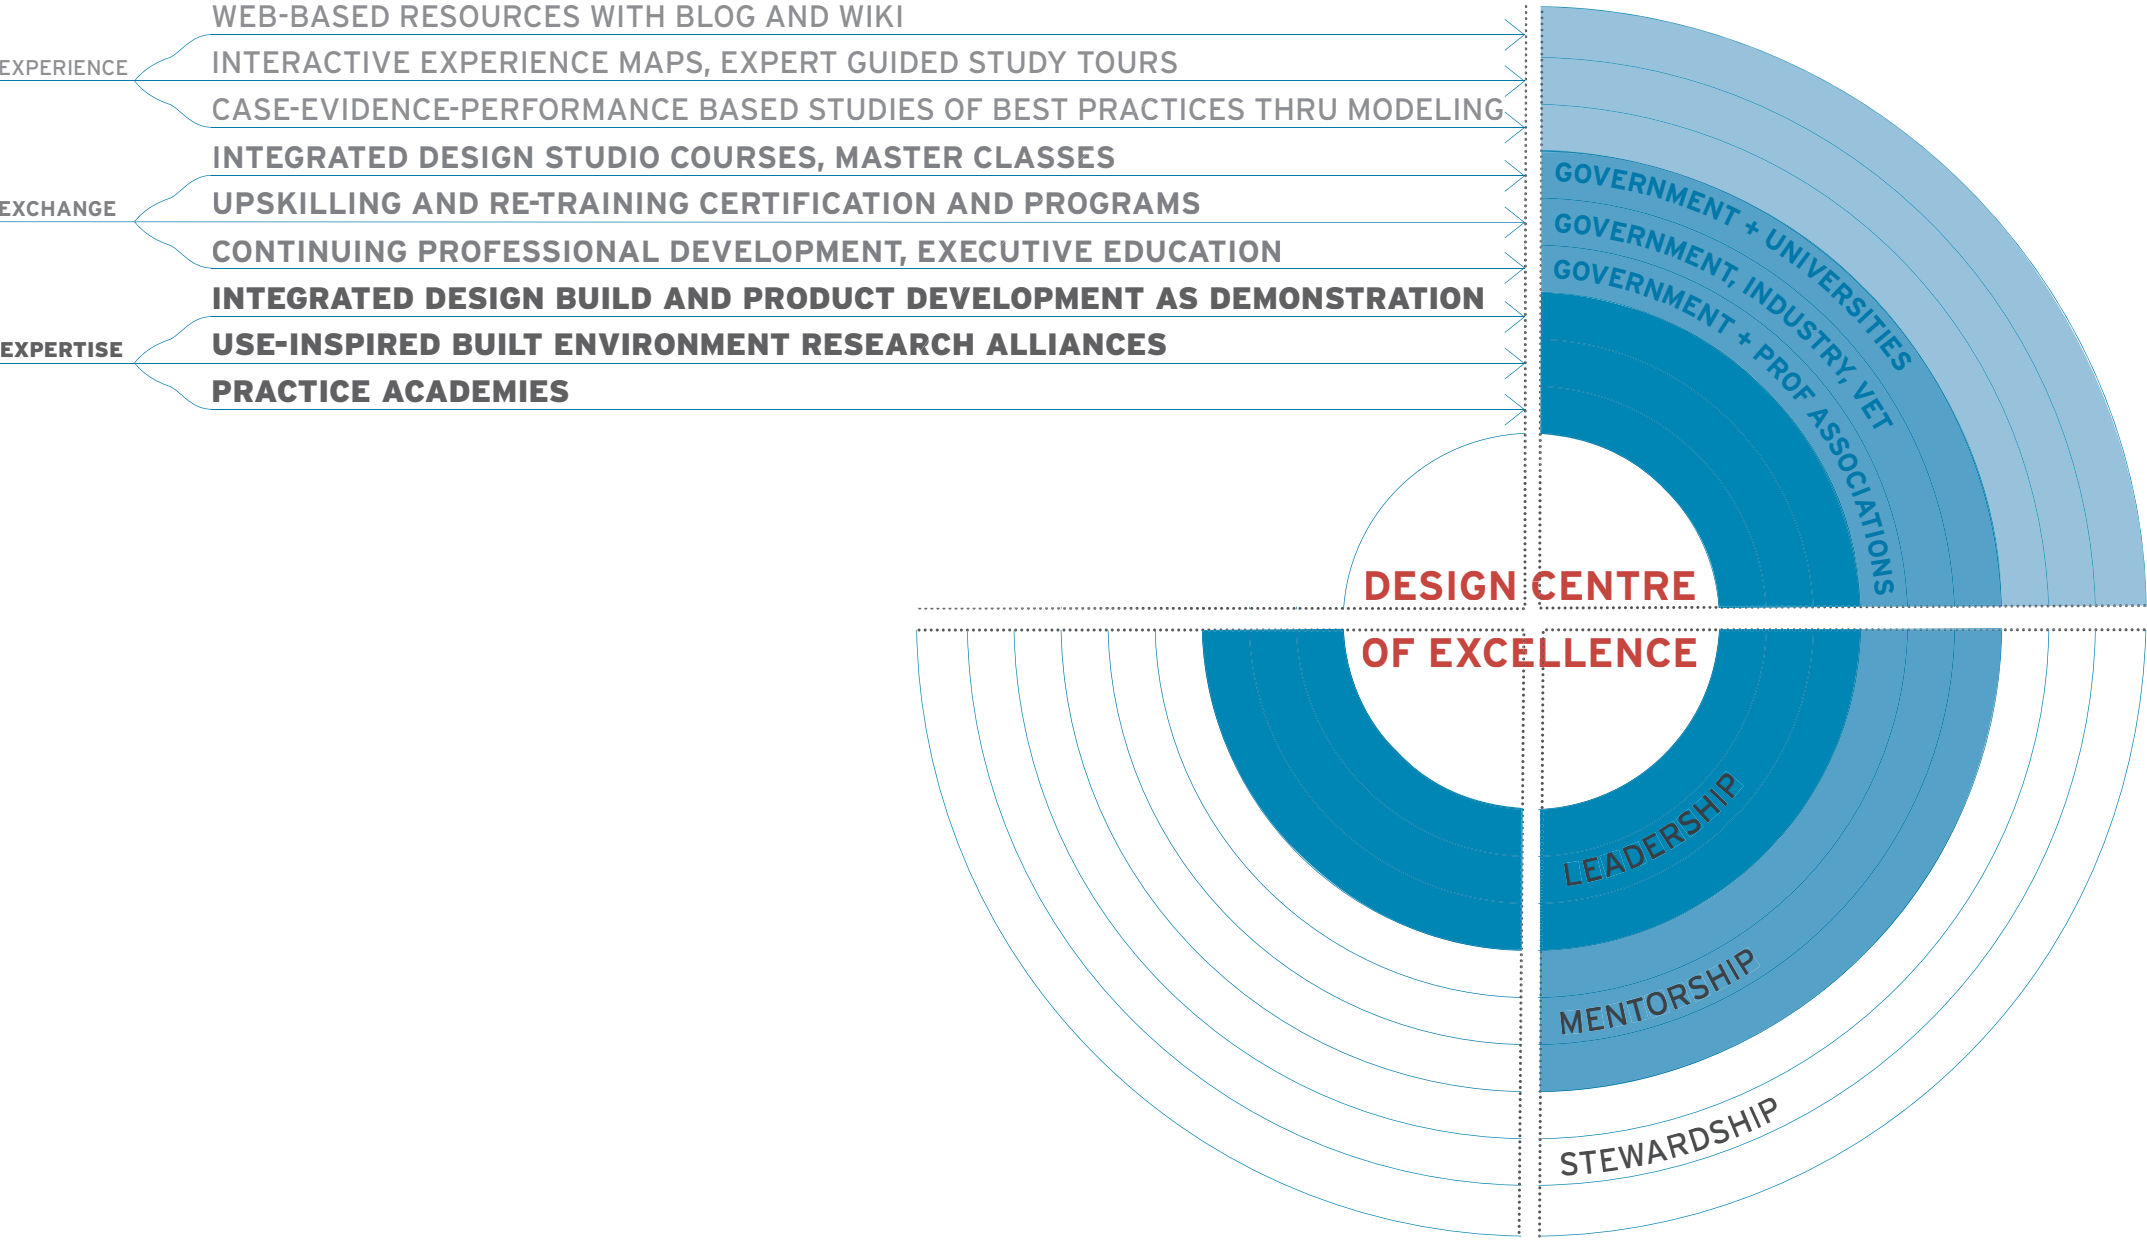 WEB-BASED RESOURCES WITH BLOG AND WIKI
EXPERIENCE
INTERACTIVE EXPERIENCE MAPS, EXPERT GUIDED STUDY TOURS
CASE-EVIDENCE-PERFORMANCE BASED STUDIES OF BEST PRACTICES THRU MODELING
INTEGRATED DESIGN STUDIO COURSES, MASTER CLASSES
EXCHANGE
UPSKILLING AND RE-TRAINING CERTIFICATION AND PROGRAMS
CONTINUING PROFESSIONAL DEVELOPMENT, EXECUTIVE EDUCATION
INTEGRATED DESIGN BUILD AND PRODUCT DEVELOPMENT AS DEMONSTRATION
EXPERTISE
USE-INSPIRED BUILT ENVIRONMENT RESEARCH ALLIANCES
PRACTICE ACADEMIES
GOVERNMENT + UNIVERSITIES
GOVERNMENT, INDUSTRY, VET
GOVERNMENT + PROF ASSOCIATIONS
DESIGN CENTRE
OF EXCELLENCE
LEADERSHIP
MENTORSHIP
STEWARDSHIP